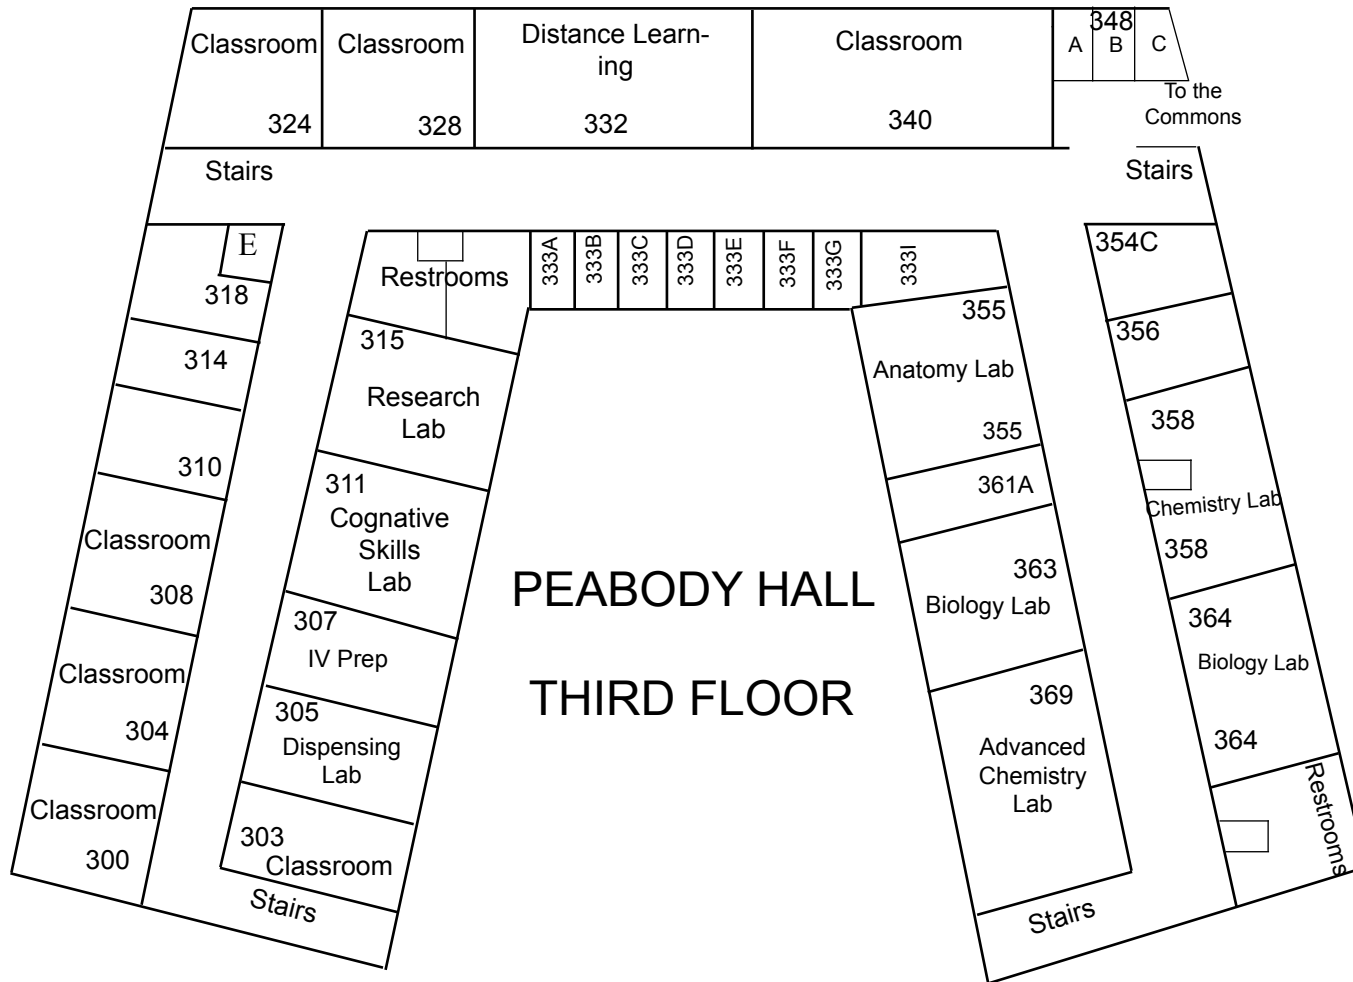 Classroom
324
Classroom
328
Distance Learn-
ing
332
Classroom
340
348
A
B
C
To the
Commons
Stairs
Stairs
E
318
314
310
Classroom
308
Classroom
304
Classroom
300
Restrooms
333A
333B
333C
333D
333E
333F
333G
333I
315
Research
Lab
311
Cognative
Skills
Lab
307
IV Prep
305
Dispensing
Lab
303
Classroom
Stairs
PEABODY HALL
THIRD FLOOR
355
Anatomy Lab
355
361A
363
Biology Lab
369
Advanced
Chemistry
Lab
Stairs
354C
356
358
Chemistry Lab
358
364
Biology Lab
364
Restrooms